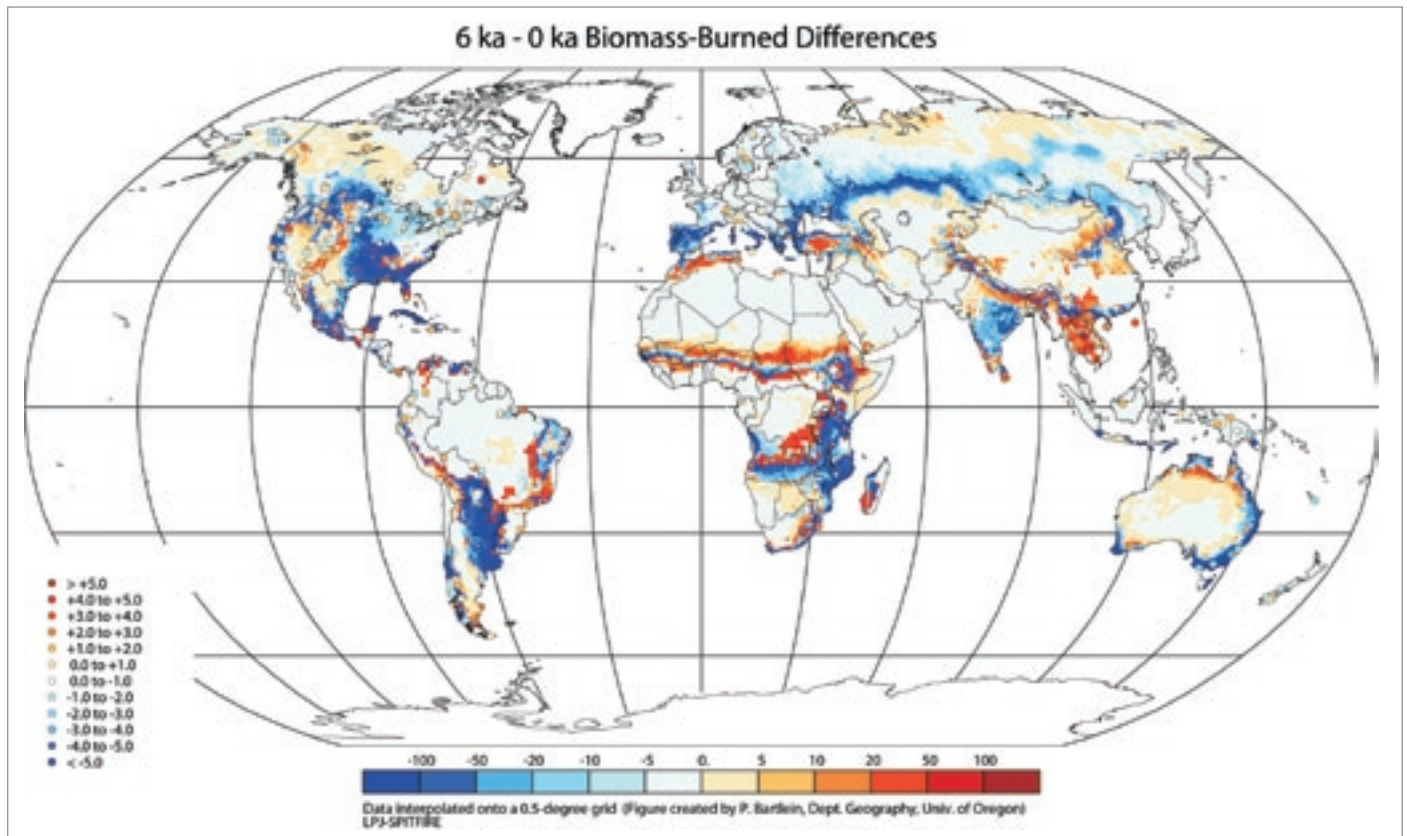 6 ka - 0 ka Biomass-Burned Differences
> +5.0
+4.0 to +5.0
+3.0 to +4.0
+2.0 to +3.0
+1.0 to +2.0
0.0 to +1.0
0.0 to -1.0
-1.0 to -2.0
-2.0 to -3.0
-3.0 to -4.0
-4.0 to -5.0
< -5.0
-100 -50 -20 -10 -5 0. 5 10 20 50 100
Data interpolated onto a 0.5-degree grid (Figure created by P. Bartlein, Dept. Geography, Univ. of Oregon)
LPJ-SPITFIRE